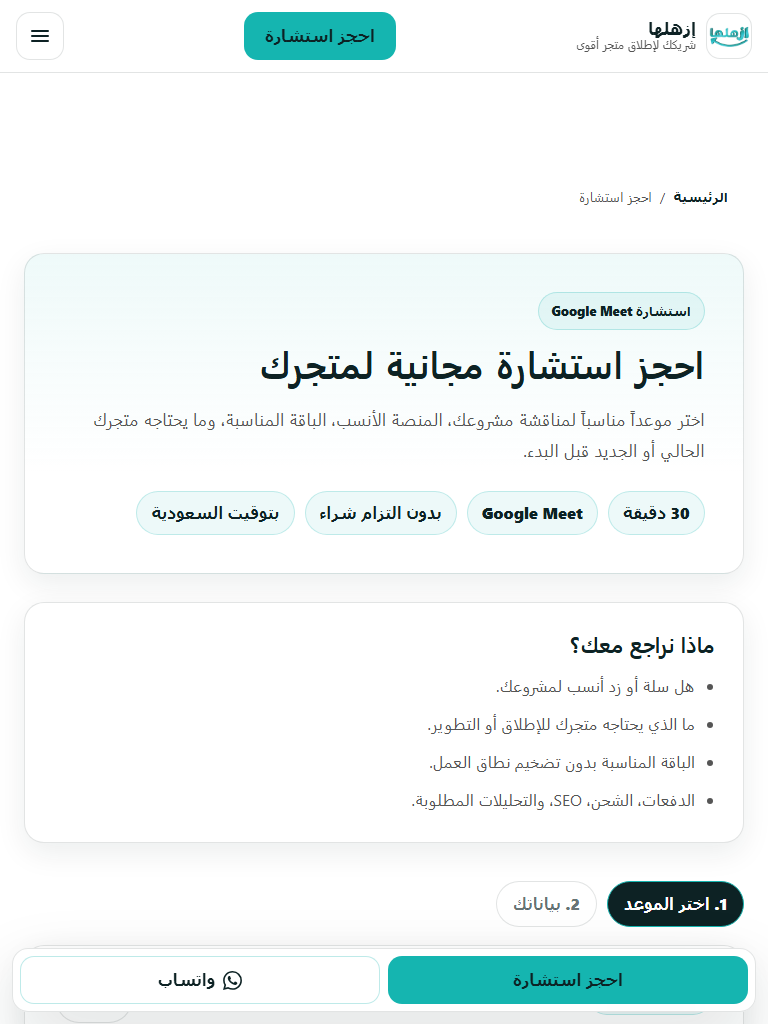 ازهلها
إزهلها
شريكك لإطلاق متجر أقوى
احجز استشارة
الرئيسية / احجز استشارة
استشارة Google Meet
احجز استشارة مجانية لمتجرك
اختر موعداً مناسباً لمناقشة مشروعك، المنصة الأنسب، الباقة المناسبة، وما يحتاجه متجرك
الحالي أو الجديد قبل البدء.
30 دقيقة
Google Meet
بدون التزام شراء
بتوقيت السعودية
ماذا نراجع معك؟
هل سلة أو زد أنسب لمشروعك.
ما الذي يحتاجه متجرك للإطلاق أو التطوير.
الباقة المناسبة بدون تضخيم نطاق العمل.
الدفعات، الشحن، SEO، والتحليلات المطلوبة.
1. اختر الموعد
2. بياناتك
احجز استشارة
واتساب